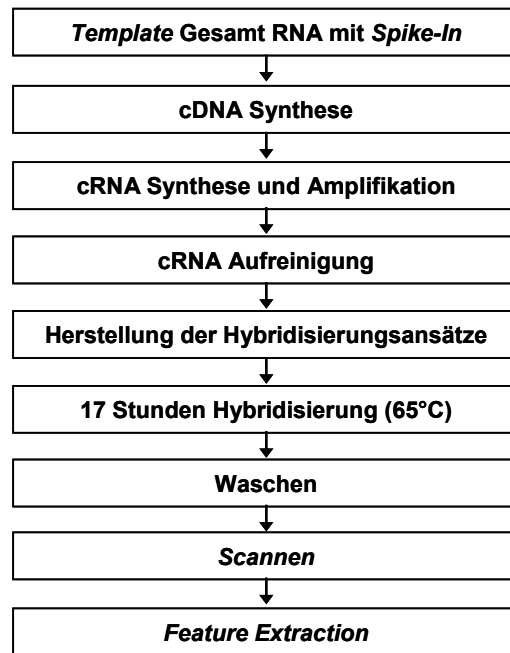 Template Gesamt RNA mit Spike-In
cDNA Synthese
cRNA Synthese und Amplifikation
cRNA Aufreinigung
Herstellung der Hybridisierungsansätze
17 Stunden Hybridisierung (65°C)
Waschen
Scannen
Feature Extraction